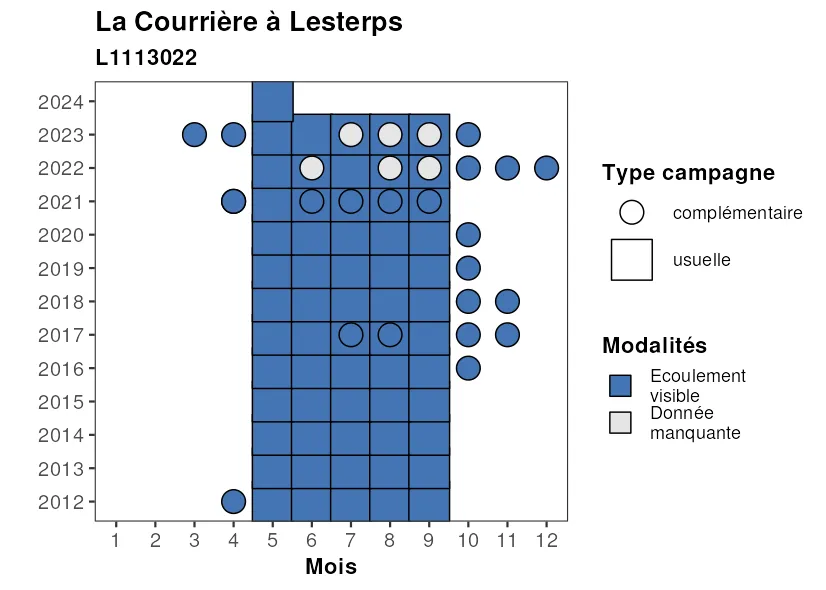 La Courrière à Lesterps
L1113022
2024
2023
2022
2021
2020
2019
2018
2017
2016
2015
2014
2013
2012
1 2 3 4 5 6 7 8 9 10 11 12
Mois
Type campagne
complémentaire
usuelle
Modalités
Ecoulement
visible
Donnée
manquante